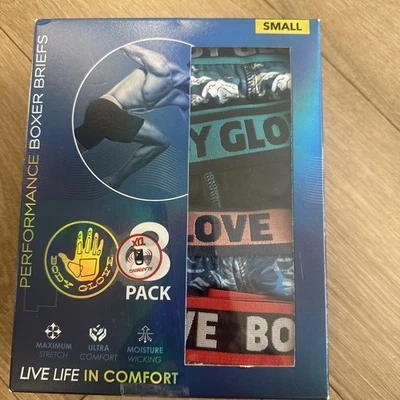 SMALL
PERFORMANCE BOXER BRIEFS
Y GLO
LOVE
VE BO
BODY GLOVE
8
PACK
MAXIMUM
STRETCH
ULTRA
COMFORT
MOISTURE
WICKING
LIVE LIFE IN COMFORT